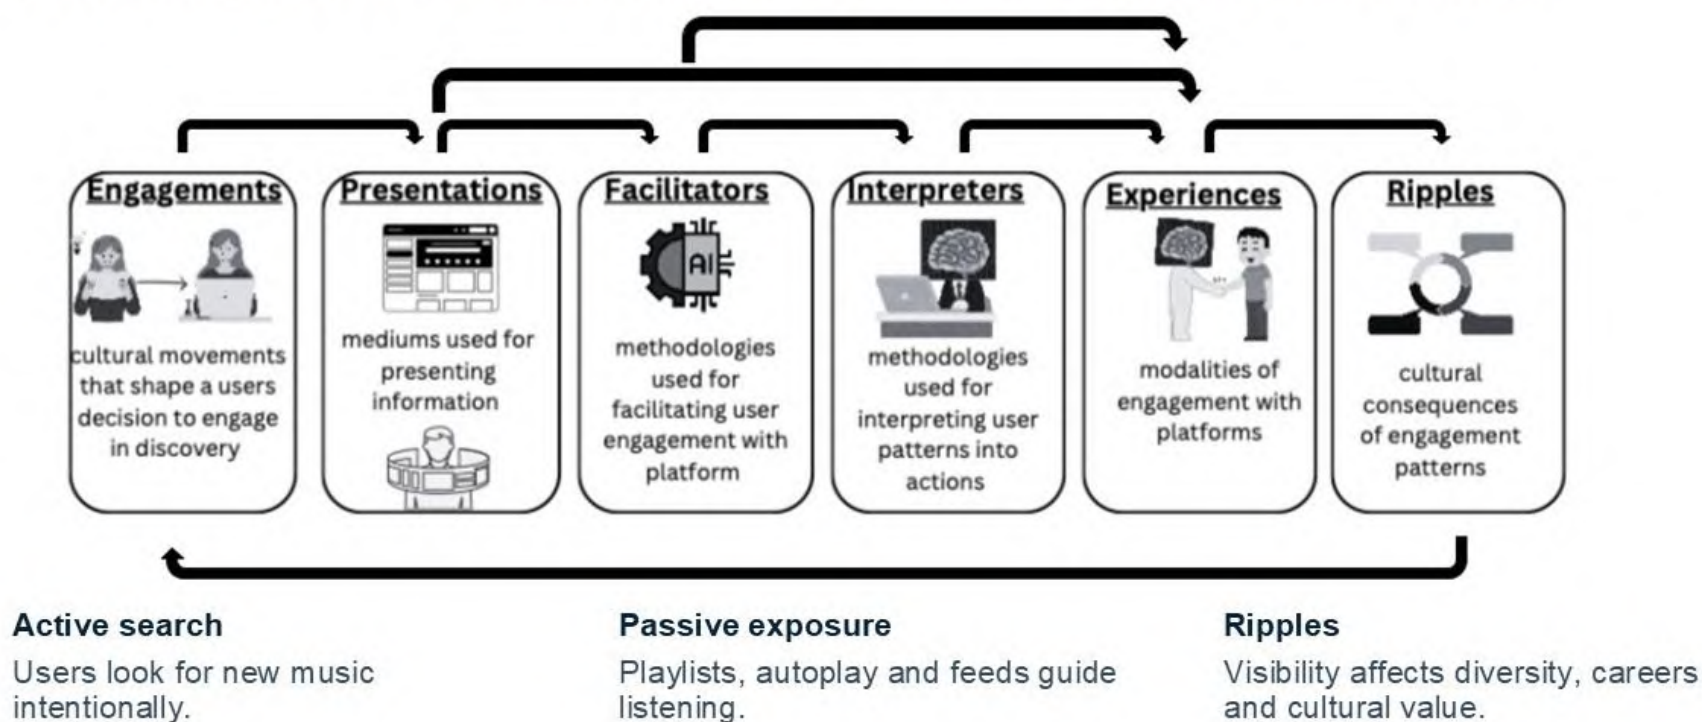 Engagements
cultural movements
that shape a users
decision to engage
in discovery
Presentations
mediums used for
presenting
information
Facilitators
AI
methodologies
used for
facilitating user
engagement with
platform
Interpreters
methodologies
used for
interpreting user
patterns into
actions
Experiences
modalities of
engagement with
platforms
Ripples
cultural
consequences
of engagement
patterns
Active search
Users look for new music
intentionally.
Passive exposure
Playlists, autoplay and feeds guide
listening.
Ripples
Visibility affects diversity, careers
and cultural value.